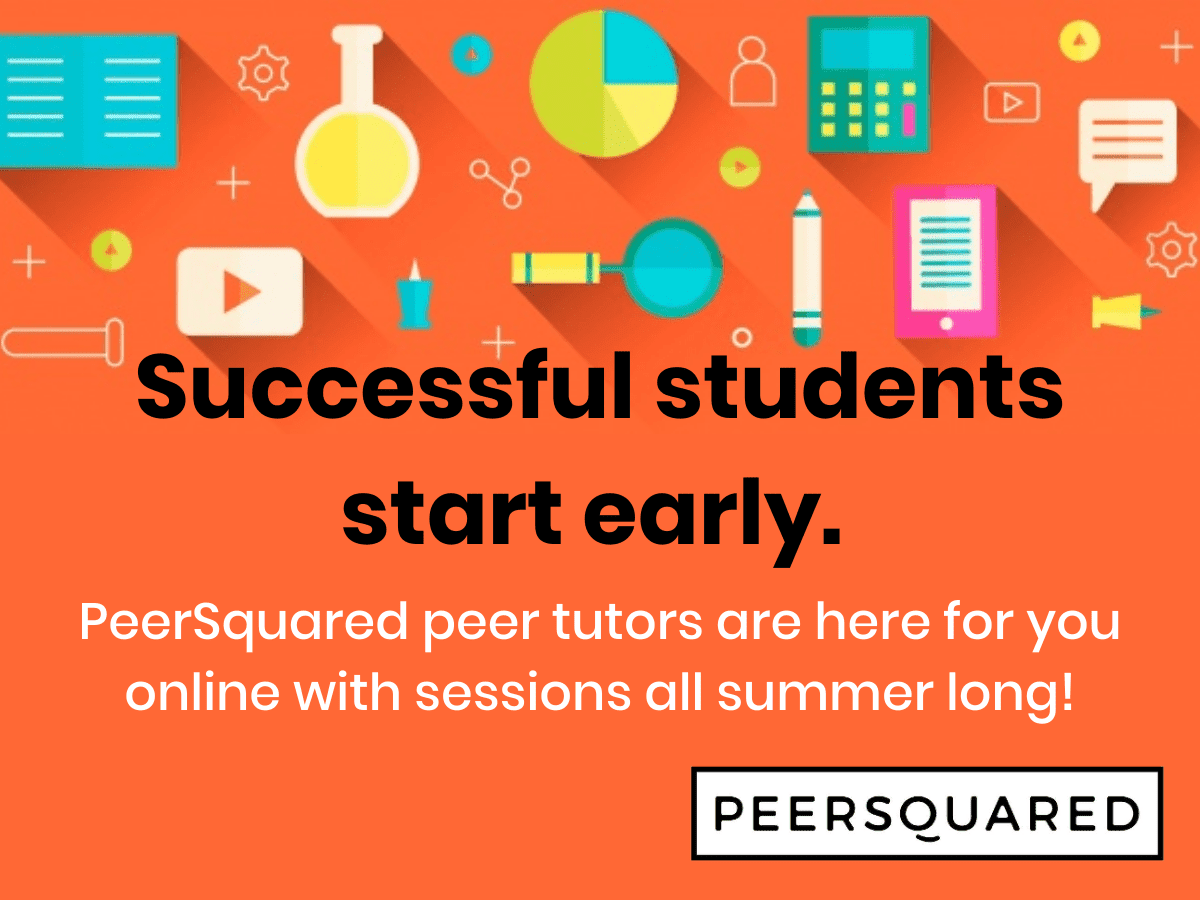 Successful students
start early.
PeerSquared peer tutors are here for you
online with sessions all summer long!
PEERSQUARED